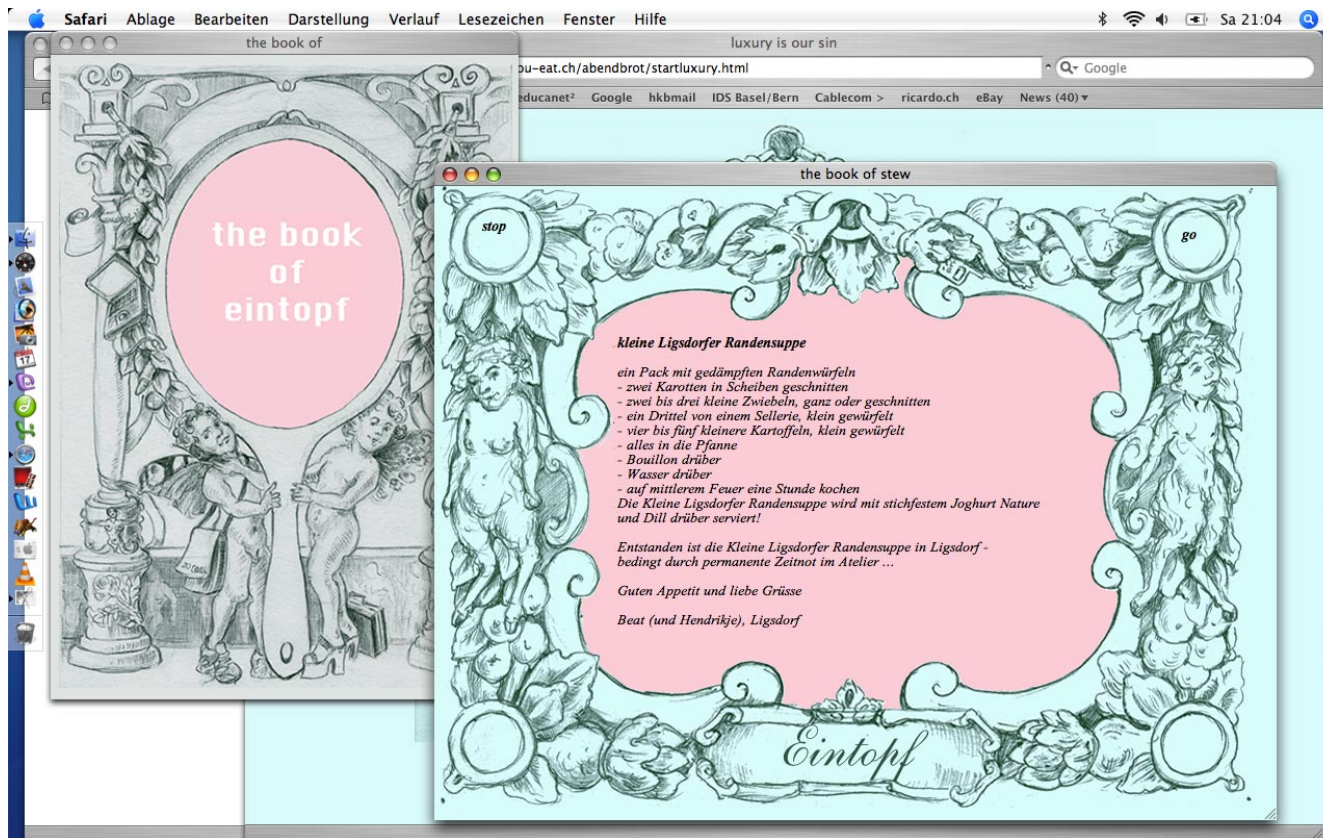 Safari Ablage Bearbeiten Darstellung Verlauf Lesezeichen Fenster Hilfe
Sa 21:04
the book of
luxury is our sin
ou-eat.ch/abendbrot/startluxury.html
Google
educanet² Google hkbmail IDS Basel/Bern Cablecom > ricardo.ch eBay News (40)
the book
of
eintopf
17
the book of stew
stop
go
kleine Ligsdorfer Randensuppe
ein Pack mit gedämpften Randenwürfeln
- zwei Karotten in Scheiben geschnitten
- zwei bis drei kleine Zwiebeln, ganz oder geschnitten
- ein Drittel von einem Sellerie, klein gewürfelt
- vier bis fünf kleinere Kartoffeln, klein gewürfelt
- alles in die Pfanne
- Bouillon drüber
- Wasser drüber
- auf mittlerem Feuer eine Stunde kochen
Die Kleine Ligsdorfer Randensuppe wird mit stichfestem Joghurt Nature
und Dill drüber serviert!
Entstanden ist die Kleine Ligsdorfer Randensuppe in Ligsdorf -
bedingt durch permanente Zeitnot im Atelier ...
Guten Appetit und liebe Grüsse
Beat (und Hendrikje), Ligsdorf
Eintopf